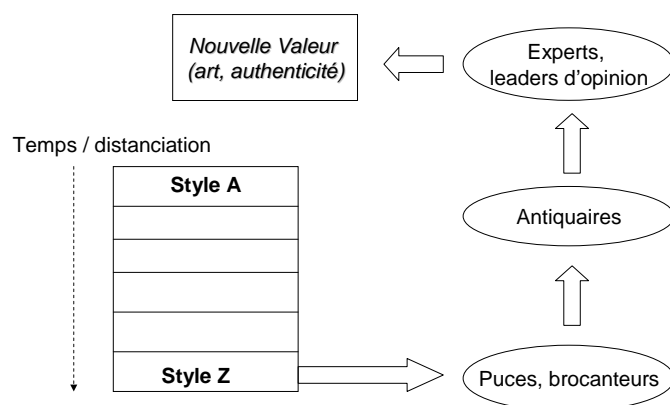 Nouvelle Valeur
(art, authenticité)
Experts,
leaders d'opinion
Temps / distanciation
Style A
Antiquaires
Style Z
Puces, brocanteurs